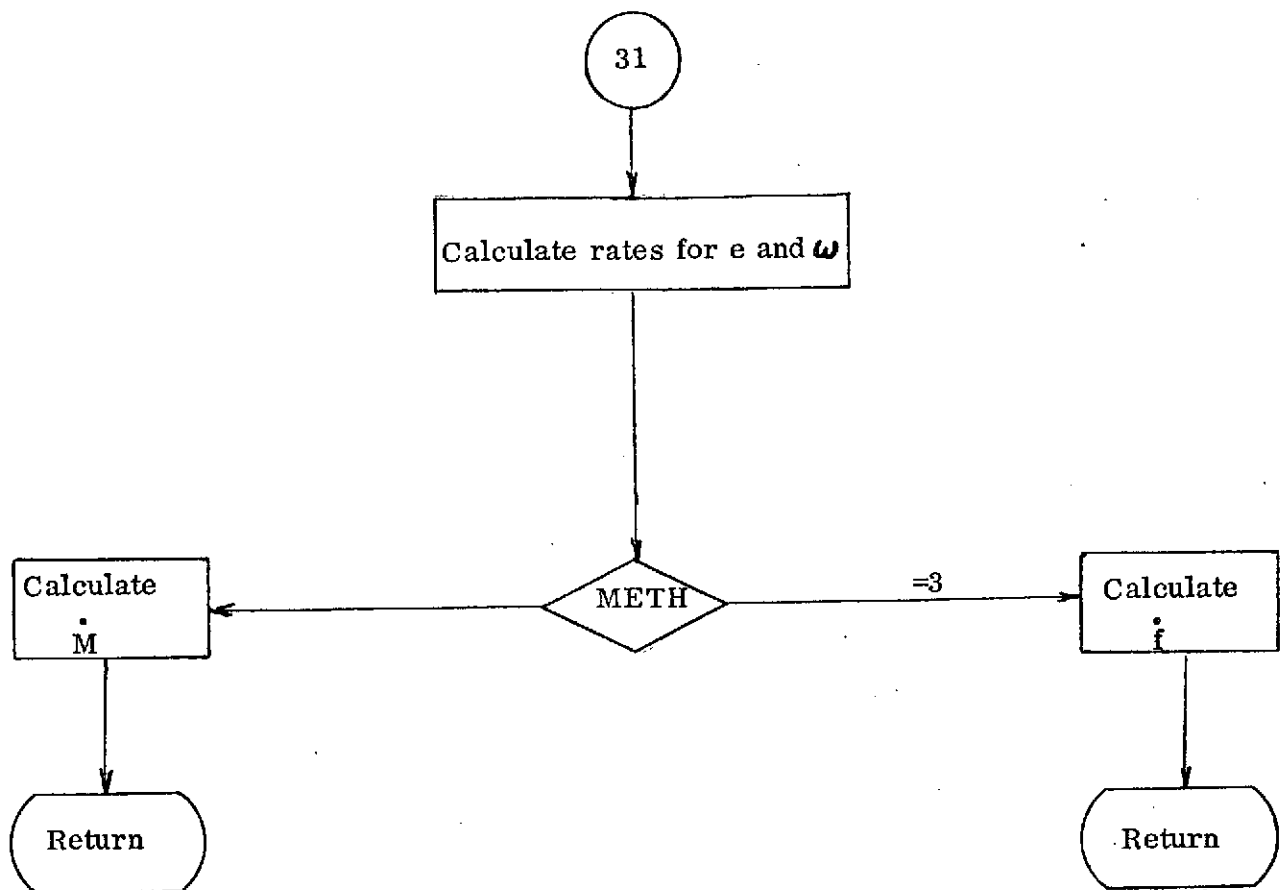 31
Calculate rates for e and ω
METH
=3
Calculate
Ṁ
Calculate
ḟ
Return
Return